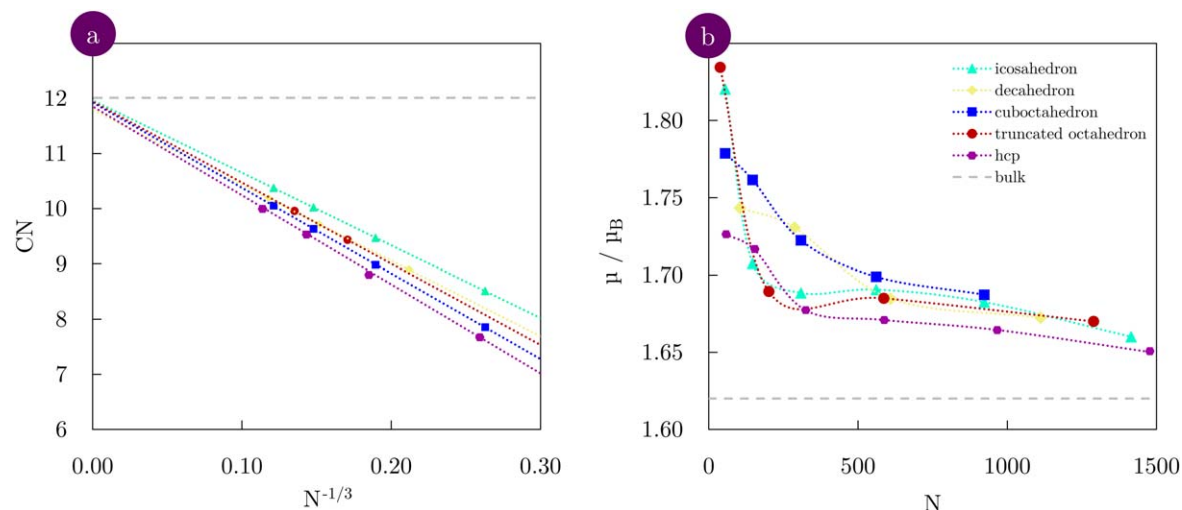 a
CN
12
11
10
9
8
7
6
0.00
0.10
0.20
0.30
N-1/3
b
μ / μB
1.80
1.75
1.70
1.65
1.60
0
500
1000
1500
N
icosahedron
decahedron
cuboctahedron
truncated octahedron
hcp
bulk